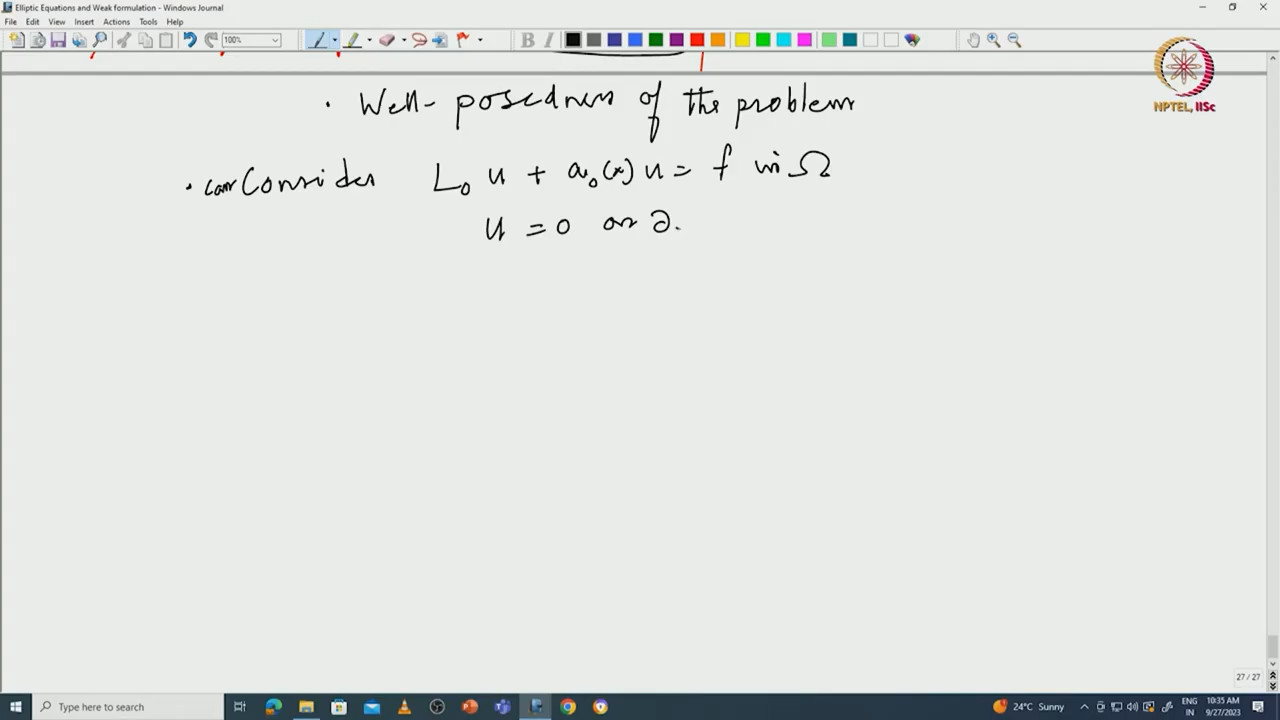 Elliptic Equations and Weak formulation - Windows Journal
File Edit View Insert Actions Tools Help
100%
B I
NPTEL, IISc
· Well-posedness of the problem
· can Consider L₀ u + a₀(x) u = f in Ω
u = 0 on ∂
27 / 27
Type here to search
24°C Sunny
ENG
IN
10:35 AM
9/27/2023